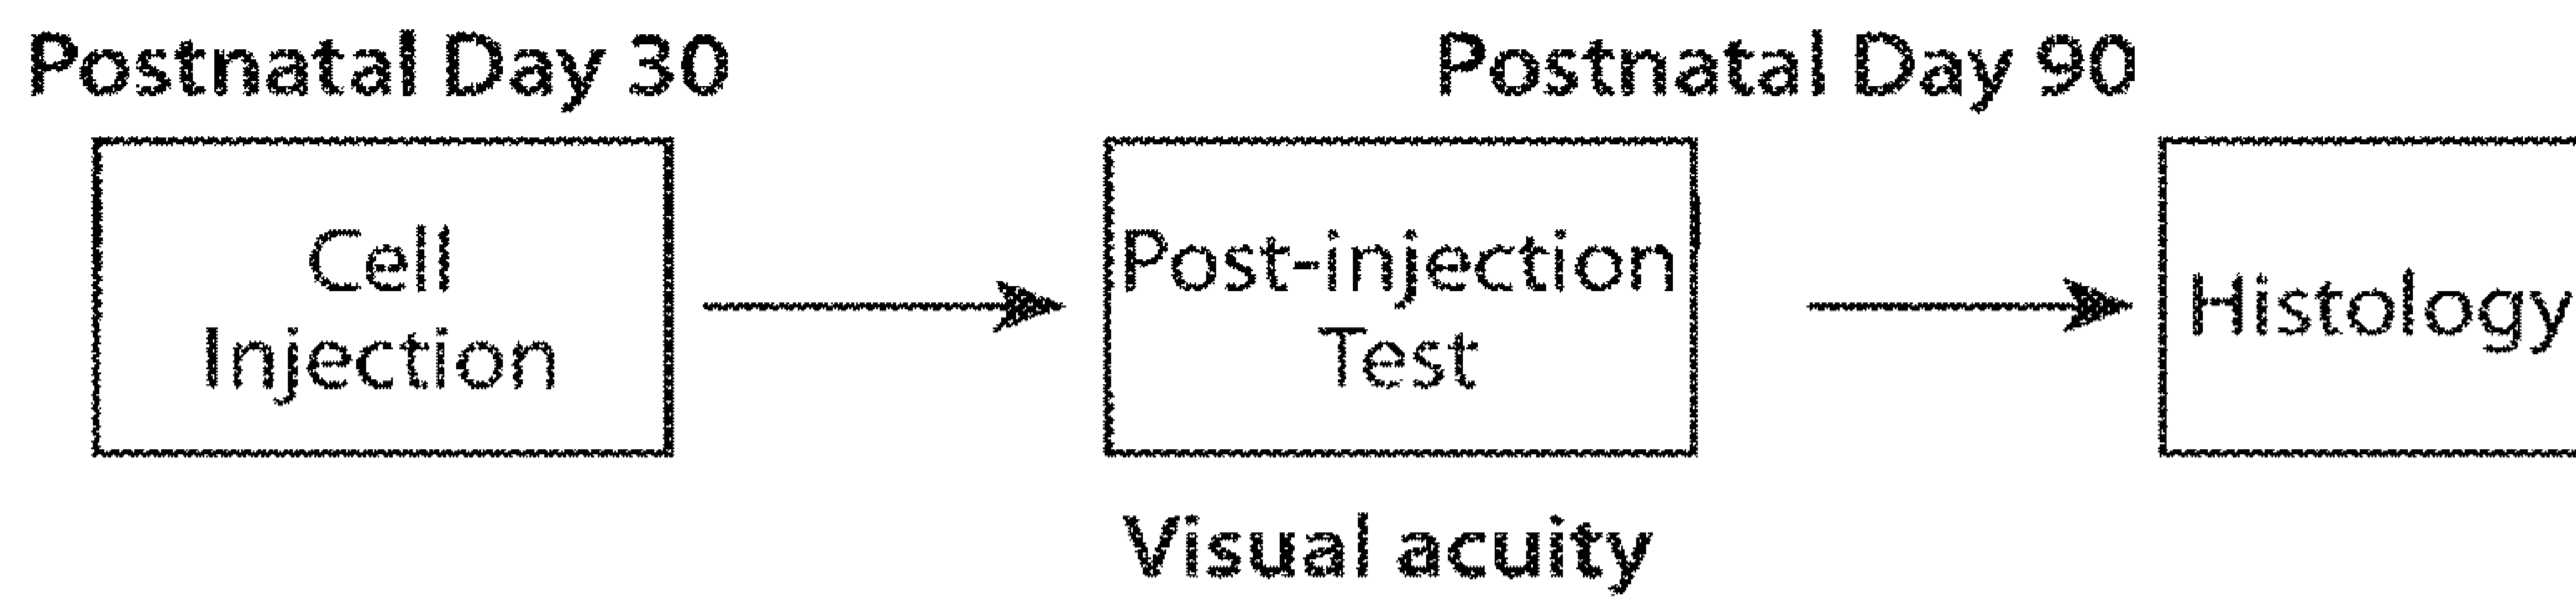 Postnatal Day 30
Postnatal Day 90
Cell
Injection
Post-injection
Test
Histology
Visual acuity